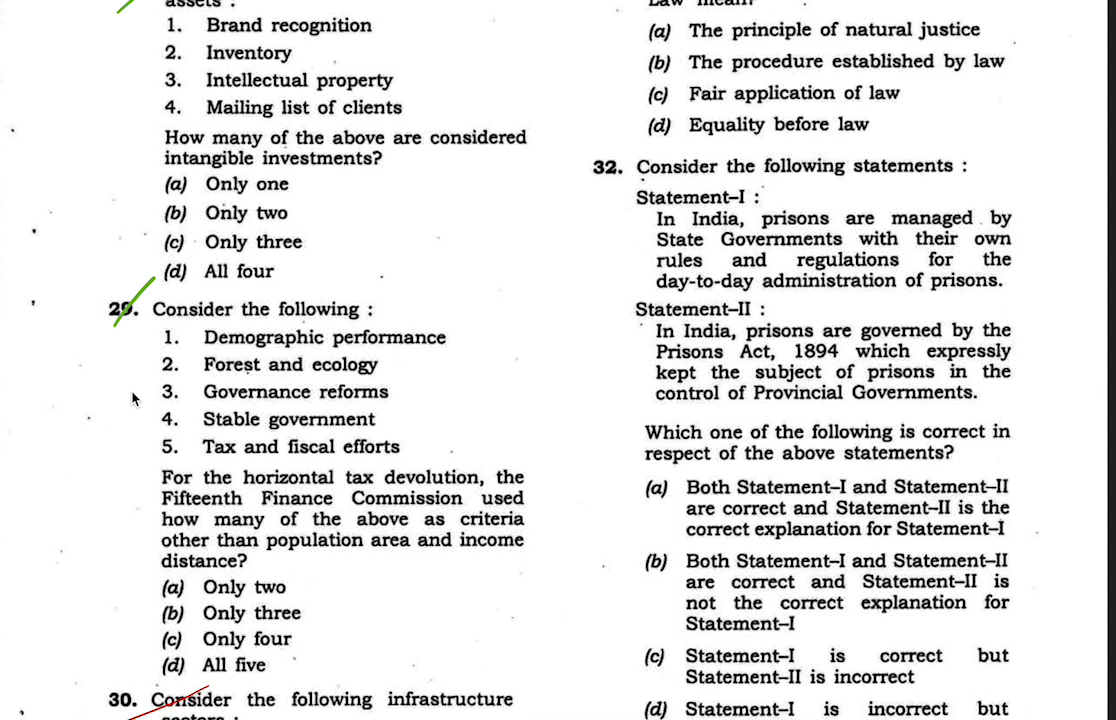 assets :
1. Brand recognition
2. Inventory
3. Intellectual property
4. Mailing list of clients
How many of the above are considered
intangible investments?
(a) Only one
(b) Only two
(c) Only three
(d) All four
29. Consider the following :
1. Demographic performance
2. Forest and ecology
3. Governance reforms
4. Stable government
5. Tax and fiscal efforts
For the horizontal tax devolution, the
Fifteenth Finance Commission used
how many of the above as criteria
other than population area and income
distance?
(a) Only two
(b) Only three
(c) Only four
(d) All five
30. Consider the following infrastructure
sectors :
Law mean?
(a) The principle of natural justice
(b) The procedure established by law
(c) Fair application of law
(d) Equality before law
32. Consider the following statements :
Statement–I :
In India, prisons are managed by
State Governments with their own
rules and regulations for the
day-to-day administration of prisons.
Statement–II :
In India, prisons are governed by the
Prisons Act, 1894 which expressly
kept the subject of prisons in the
control of Provincial Governments.
Which one of the following is correct in
respect of the above statements?
(a) Both Statement–I and Statement–II
are correct and Statement–II is the
correct explanation for Statement–I
(b) Both Statement–I and Statement–II
are correct and Statement–II is
not the correct explanation for
Statement–I
(c) Statement–I is correct but
Statement–II is incorrect
(d) Statement–I is incorrect but